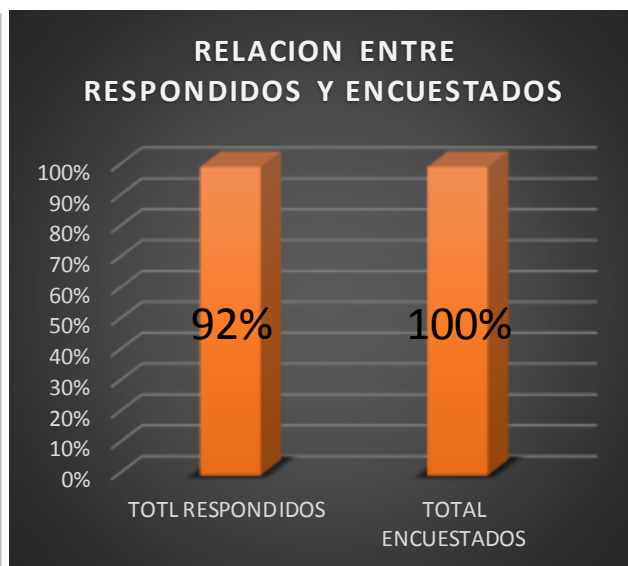 RELACION ENTRE
RESPONDIDOS Y ENCUESTADOS
100%
90%
80%
70%
60%
50%
40%
30%
20%
10%
0%
92%
100%
TOTL RESPONDIDOS
TOTAL
ENCUESTADOS